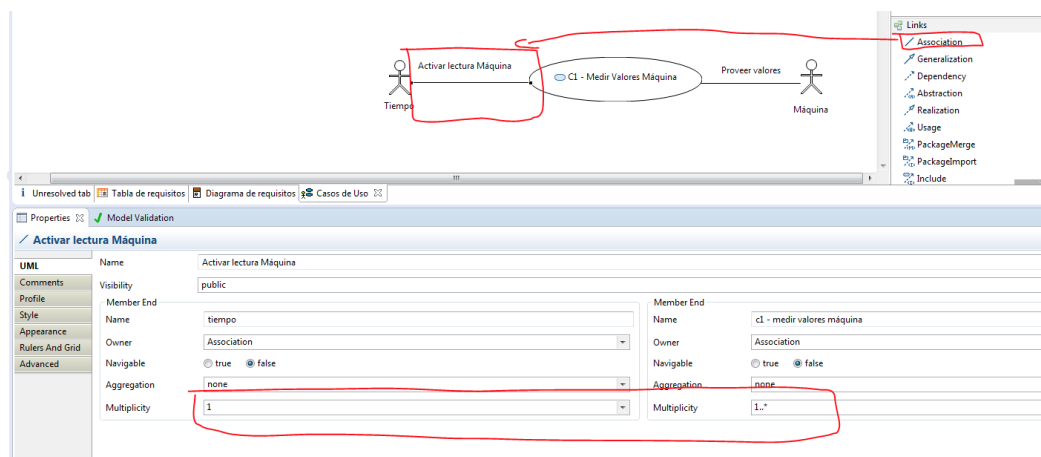 Links
Association
Generalization
Dependency
Abstraction
Realization
Usage
PackageMerge
PackageImport
Include
Activar lectura Máquina
C1 - Medir Valores Máquina
Proveer valores
Tiempo
Máquina
Unresolved tab Tabla de requisitos Diagrama de requisitos Casos de Uso
Properties Model Validation
Activar lectura Máquina
UML
Comments
Profile
Style
Appearance
Rulers And Grid
Advanced
Name Activar lectura Máquina
Visibility public
Member End
Name tiempo
Owner Association
Navigable true false
Aggregation none
Multiplicity 1
Member End
Name c1 - medir valores máquina
Owner Association
Navigable true false
Aggregation none
Multiplicity 1..*